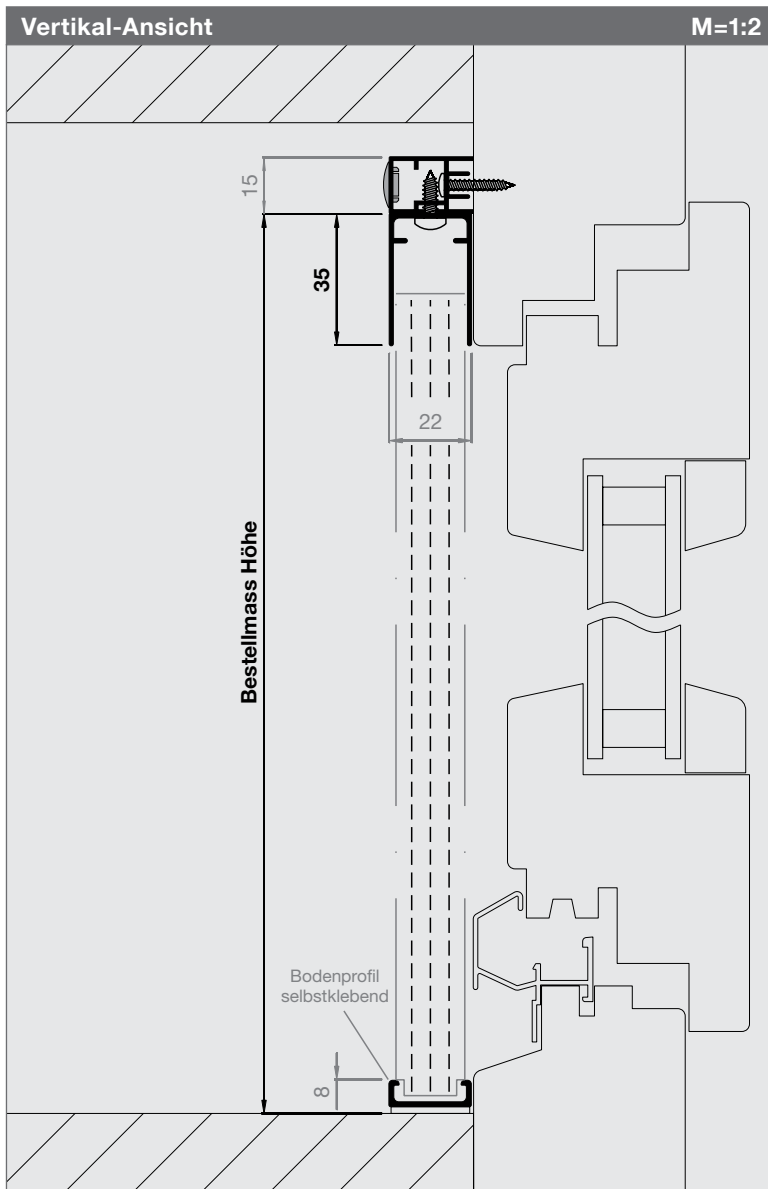 Vertikal-Ansicht M=1:2
15
35
22
Bestellmass Höhe
Bodenprofil
selbstklebend
8